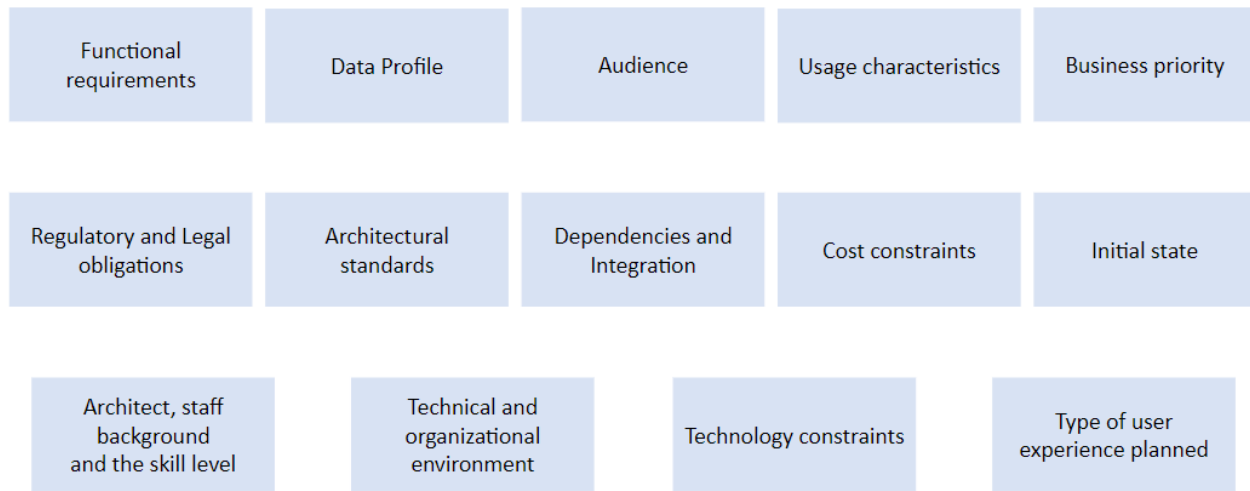 Functional
requirements
Data Profile
Audience
Usage characteristics
Business priority
Regulatory and Legal
obligations
Architectural
standards
Dependencies and
Integration
Cost constraints
Initial state
Architect, staff
background
and the skill level
Technical and
organizational
environment
Technology constraints
Type of user
experience planned